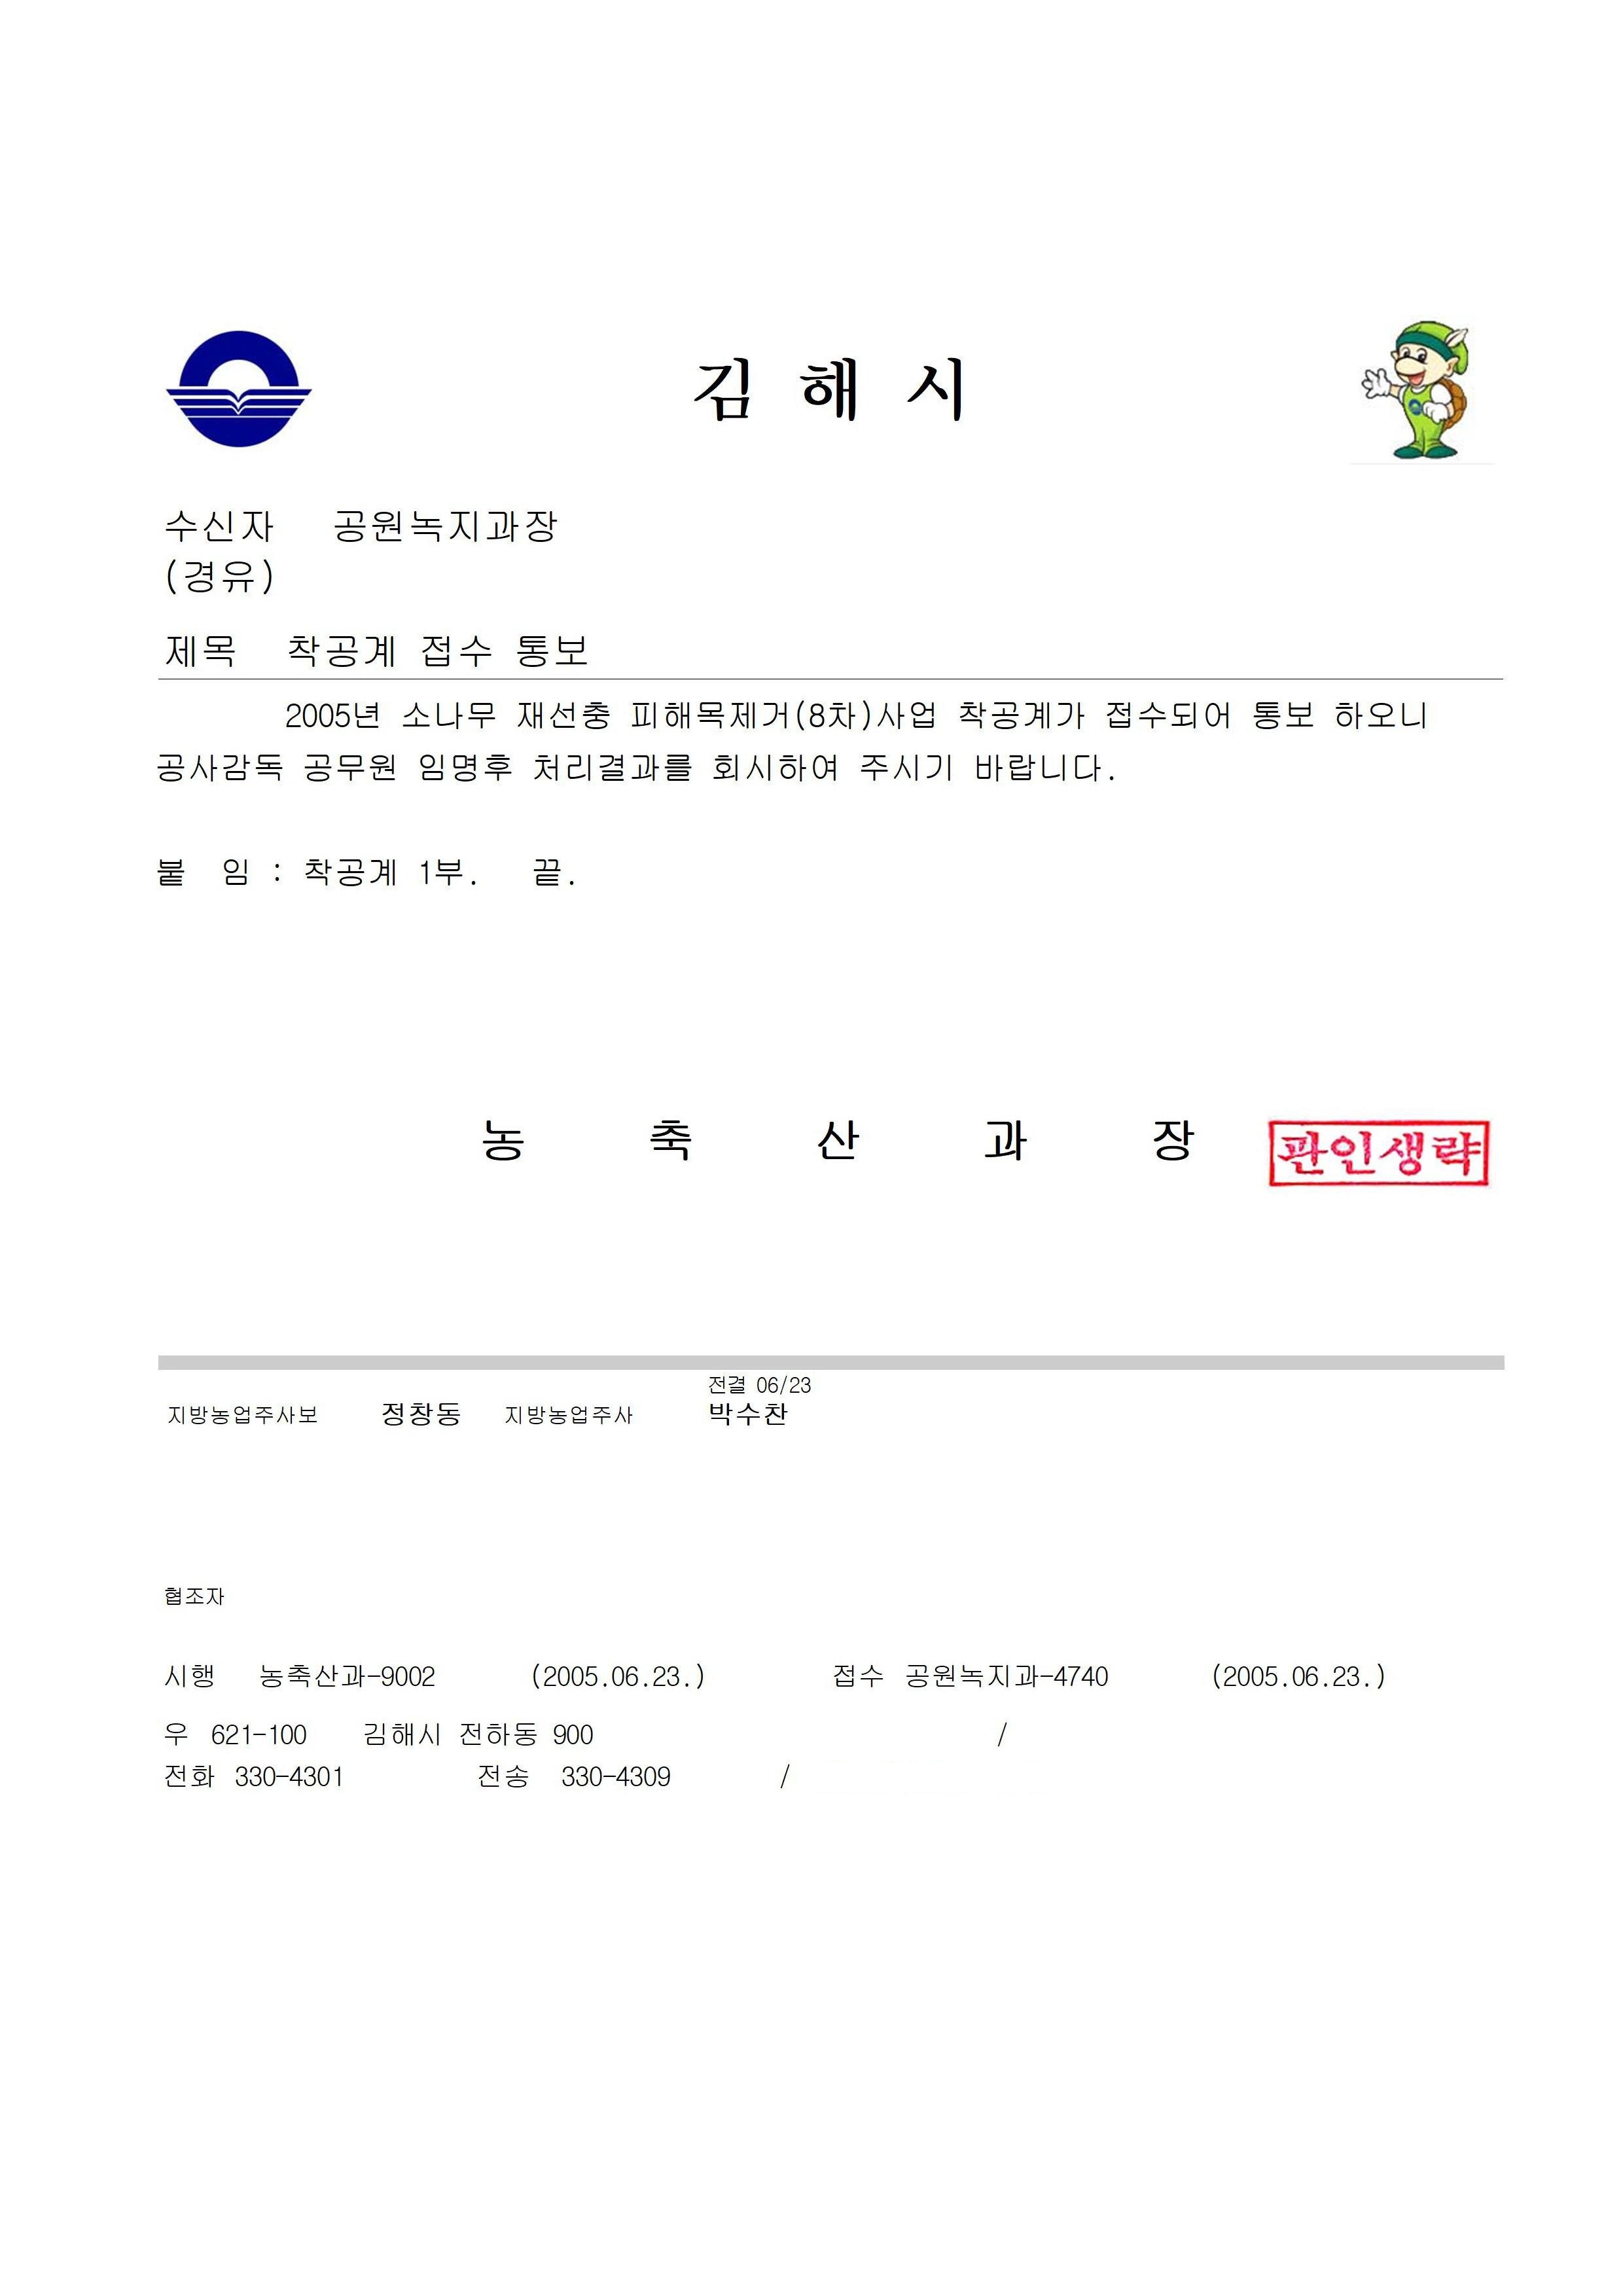 김 해 시
수신자 공원녹지과장
(경유)
제목 착공계 접수 통보
2005년 소나무 재선충 피해목제거(8차)사업 착공계가 접수되어 통보 하오니
공사감독 공무원 임명후 처리결과를 회시하여 주시기 바랍니다.
붙 임 : 착공계 1부. 끝.
농 축 산 과 장 관인생략
전결 06/23
지방농업주사보 정창동 지방농업주사 박수찬
협조자
시행 농축산과-9002 (2005.06.23.) 접수 공원녹지과-4740 (2005.06.23.)
우 621-100 김해시 전하동 900 /
전화 330-4301 전송 330-4309 /